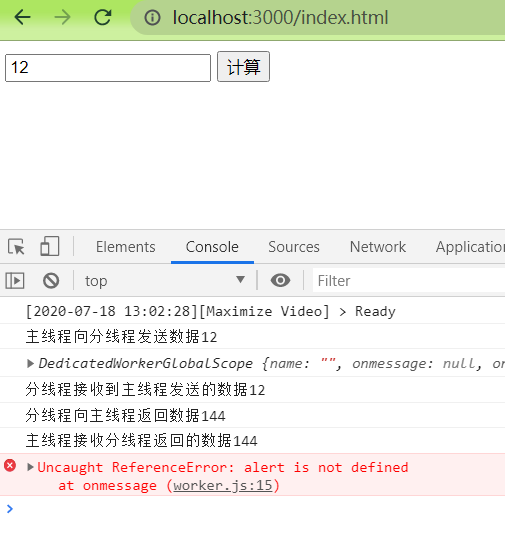 localhost:3000/index.html
12 计算
Elements Console Sources Network Application
top Filter
[2020-07-18 13:02:28][Maximize Video] > Ready
主线程向分线程发送数据12
DedicatedWorkerGlobalScope {name: "", onmessage: null, on
分线程接收到主线程发送的数据12
分线程向主线程返回数据144
主线程接收分线程返回的数据144
Uncaught ReferenceError: alert is not defined
at onmessage (worker.js:15)